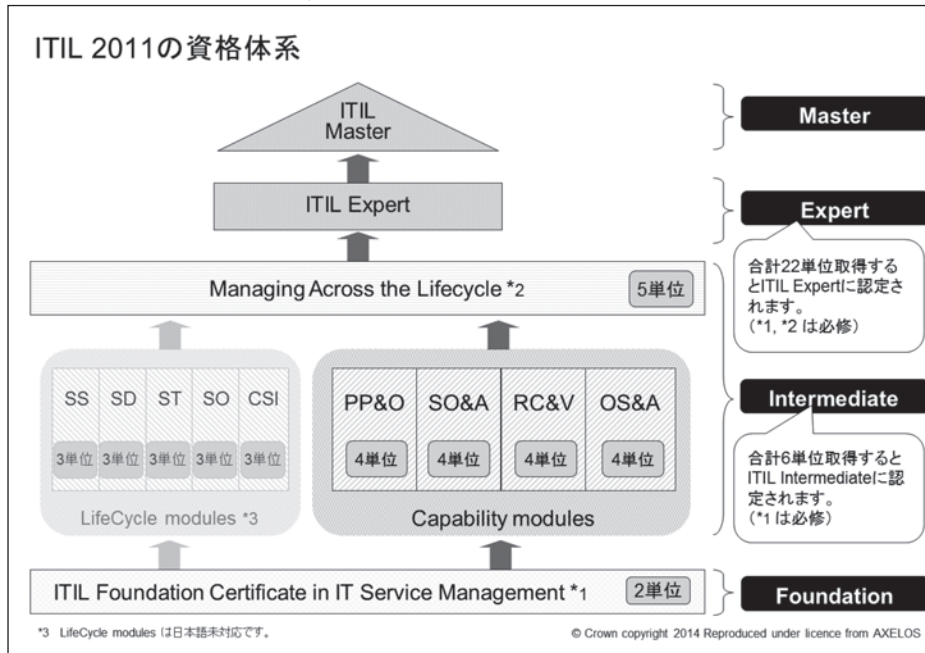 ITIL 2011の資格体系
ITIL
Master
Master
ITIL Expert
Expert
合計22単位取得する
とITIL Expertに認定さ
れます。
(*1, *2 は必修)
Managing Across the Lifecycle *2
5単位
SS
SD
ST
SO
CSI
3単位
3単位
3単位
3単位
3単位
LifeCycle modules *3
PP&O
SO&A
RC&V
OS&A
4単位
4単位
4単位
4単位
Capability modules
Intermediate
合計6単位取得すると
ITIL Intermediateに認
定されます。
(*1 は必修)
ITIL Foundation Certificate in IT Service Management *1
2単位
Foundation
*3 LifeCycle modules は日本語未対応です。
© Crown copyright 2014 Reproduced under licence from AXELOS